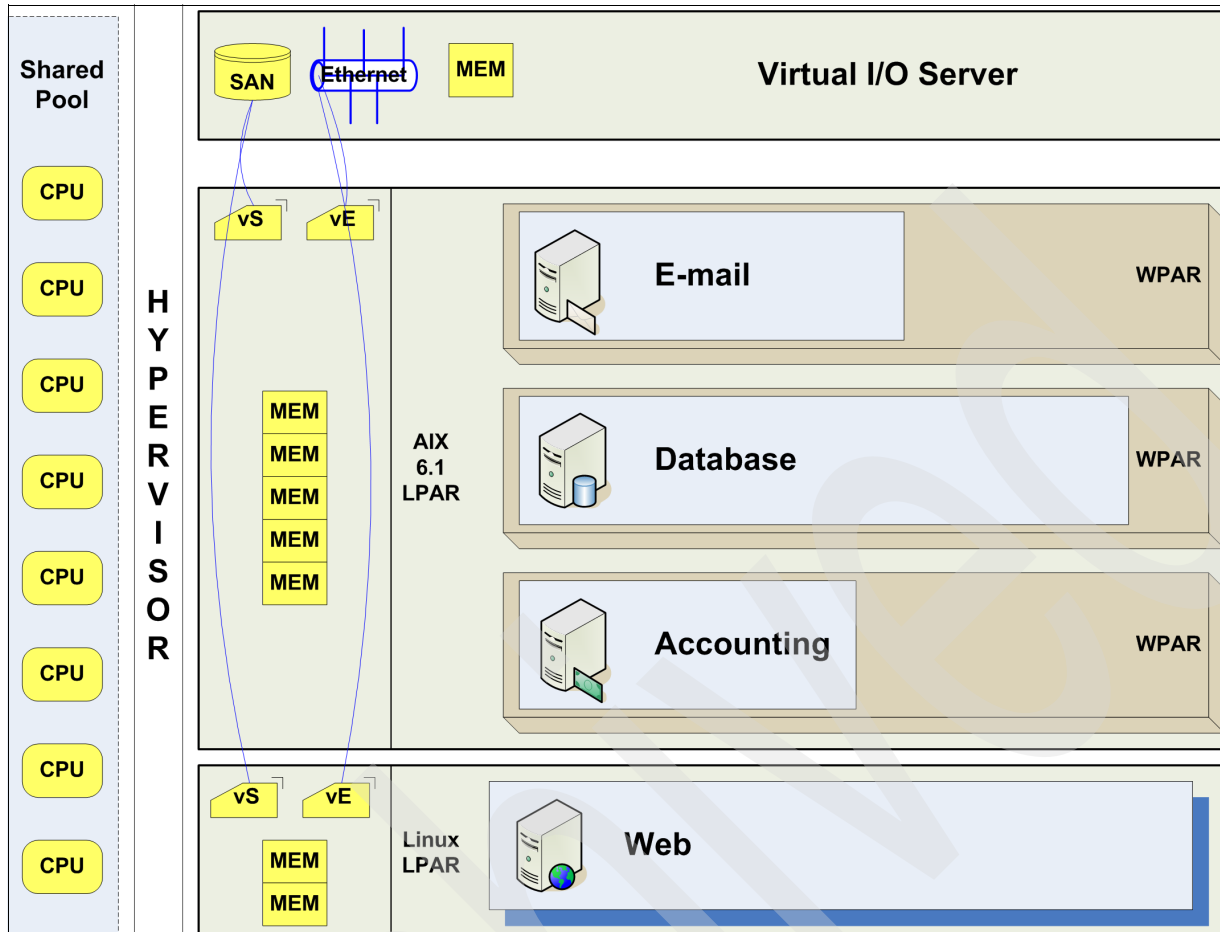 Shared
Pool
CPU
CPU
CPU
CPU
CPU
CPU
CPU
CPU
H
Y
P
E
R
V
I
S
O
R
SAN
Ethernet
MEM
Virtual I/O Server
vS
vE
MEM
MEM
MEM
MEM
MEM
AIX
6.1
LPAR
E-mail
WPAR
Database
WPAR
Accounting
WPAR
vS
vE
MEM
MEM
Linux
LPAR
Web